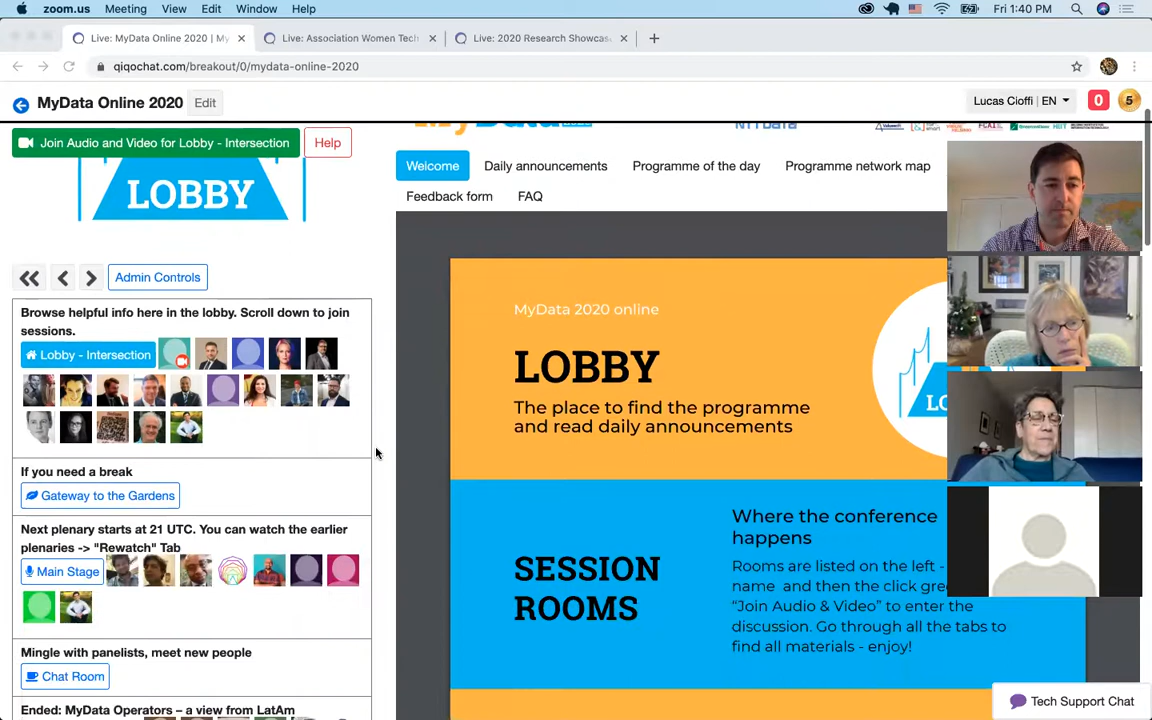 zoom.us Meeting View Edit Window Help Fri 1:40 PM
Live: MyData Online 2020 | My Live: Association Women Tech Live: 2020 Research Showcas
qiqochat.com/breakout/0/mydata-online-2020
MyData Online 2020 Edit Lucas Cioffi | EN 0 5
Join Audio and Video for Lobby - Intersection Help
LOBBY
NTT DATA
Welcome Daily announcements Programme of the day Programme network map
Feedback form FAQ
Admin Controls
Browse helpful info here in the lobby. Scroll down to join
sessions.
Lobby - Intersection
If you need a break
Gateway to the Gardens
Next plenary starts at 21 UTC. You can watch the earlier
plenaries -> "Rewatch" Tab
Main Stage
Mingle with panelists, meet new people
Chat Room
Ended: MyData Operators – a view from LatAm
MyData 2020 online
LOBBY
The place to find the programme
and read daily announcements
LO
SESSION
ROOMS
Where the conference
happens
Rooms are listed on the left -
name and then the click gre
"Join Audio & Video" to enter the
discussion. Go through all the tabs to
find all materials - enjoy!
Tech Support Chat